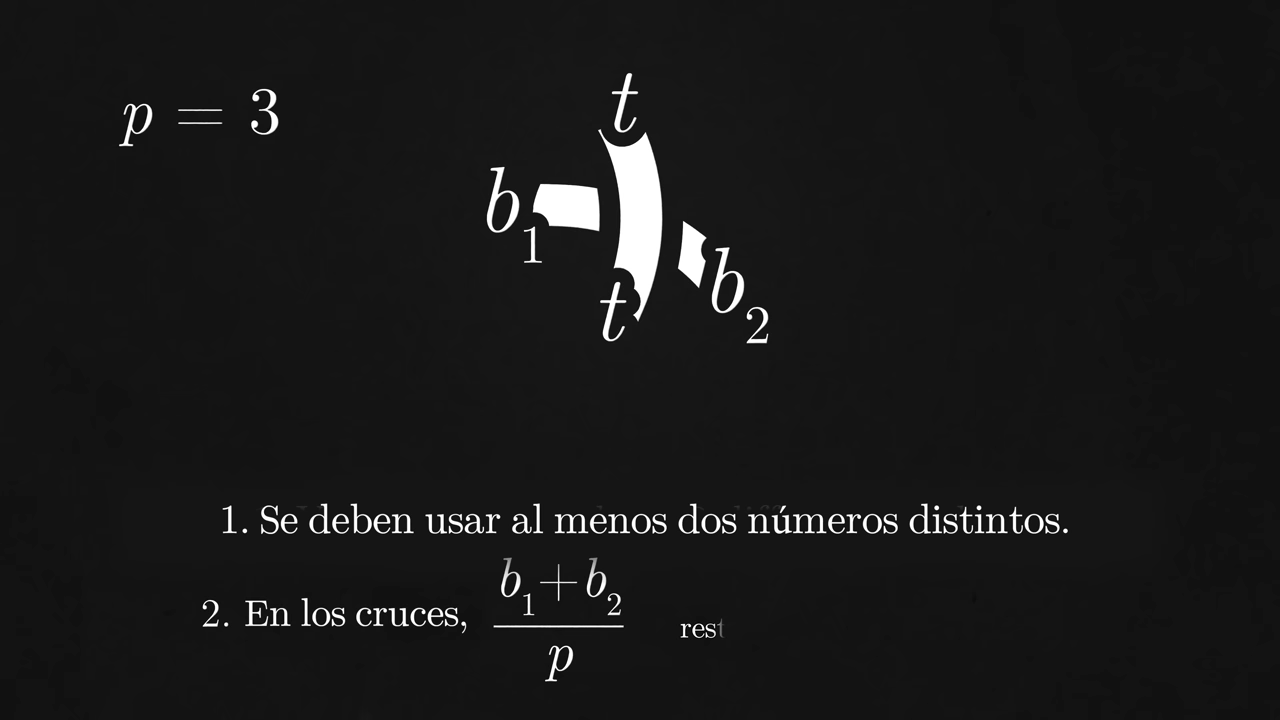 p = 3
t
b₁
t
b₂
1. Se deben usar al menos dos números distintos.
2. En los cruces, b₁+b₂ / p